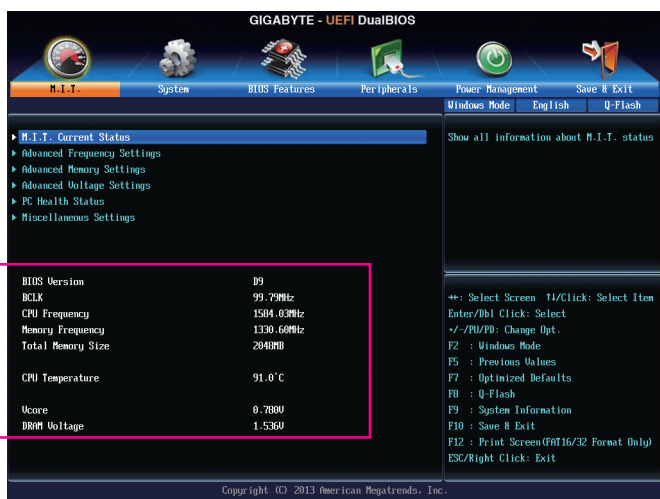 GIGABYTE - UEFI DualBIOS
M.I.T. System BIOS Features Peripherals Power Management Save & Exit
Windows Mode English Q-Flash
M.I.T. Current Status
Advanced Frequency Settings
Advanced Memory Settings
Advanced Voltage Settings
PC Health Status
Miscellaneous Settings
Show all information about M.I.T. status
BIOS Version D9
BCLK 99.79MHz
CPU Frequency 1584.03MHz
Memory Frequency 1330.60MHz
Total Memory Size 2048MB
CPU Temperature 91.0°C
Vcore 0.780V
DRAM Voltage 1.536V
↔: Select Screen ↑↓/Click: Select Item
Enter/Dbl Click: Select
+/-/PU/PD: Change Opt.
F2 : Windows Mode
F5 : Previous Values
F7 : Optimized Defaults
F8 : Q-Flash
F9 : System Information
F10 : Save & Exit
F12 : Print Screen(FAT16/32 Format Only)
ESC/Right Click: Exit
Copyright (C) 2013 American Megatrends, Inc.